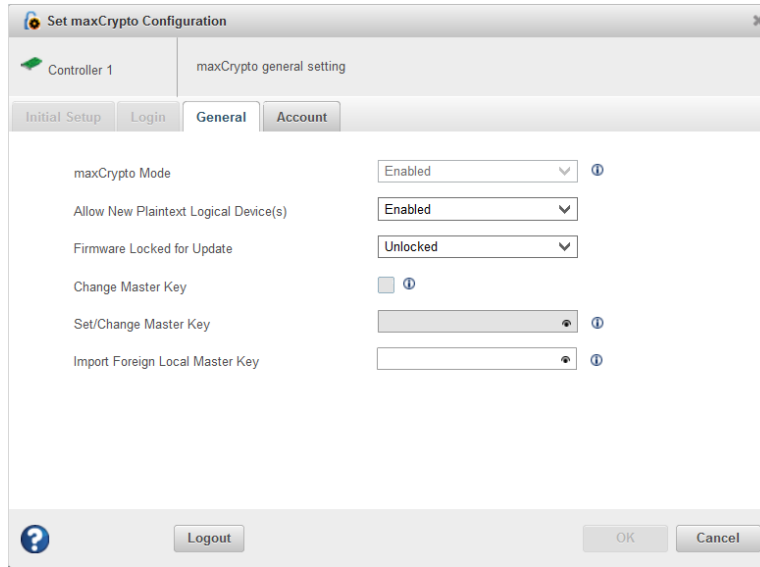 Set maxCrypto Configuration
Controller 1
maxCrypto general setting
Initial Setup
Login
General
Account
maxCrypto Mode
Enabled
Allow New Plaintext Logical Device(s)
Enabled
Firmware Locked for Update
Unlocked
Change Master Key
Set/Change Master Key
Import Foreign Local Master Key
Logout
OK
Cancel